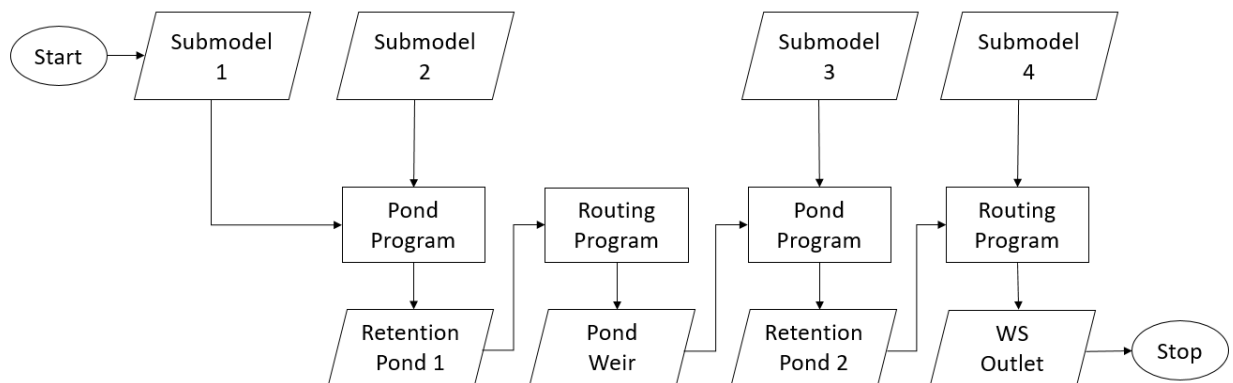 Start
Submodel
1
Submodel
2
Submodel
3
Submodel
4
Pond
Program
Routing
Program
Pond
Program
Routing
Program
Retention
Pond 1
Pond
Weir
Retention
Pond 2
WS
Outlet
Stop